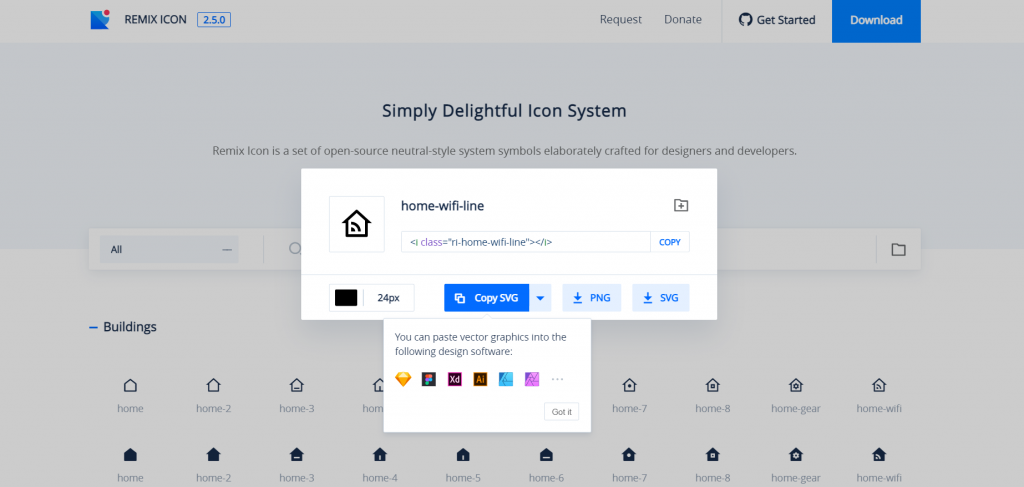 REMIX ICON 2.5.0 Request Donate Get Started Download
Simply Delightful Icon System
Remix Icon is a set of open-source neutral-style system symbols elaborately crafted for designers and developers.
home-wifi-line
<i class="ri-home-wifi-line"></i> COPY
All
24px Copy SVG PNG SVG
Buildings
You can paste vector graphics into the
following design software:
Xd Ai
Got it
home home-2 home-3 home-7 home-8 home-gear home-wifi
home home-2 home-3 home-4 home-5 home-6 home-7 home-8 home-gear home-wifi